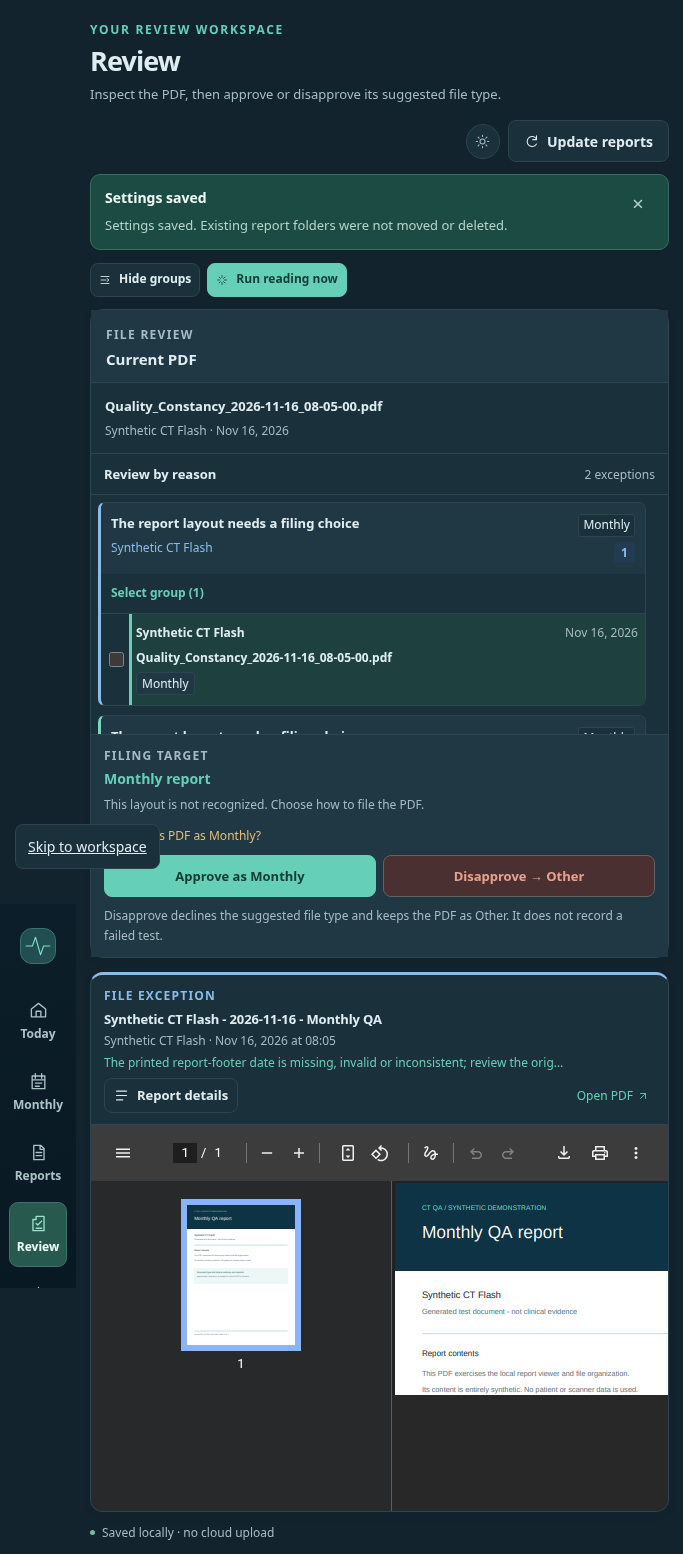 YOUR REVIEW WORKSPACE
Review
Inspect the PDF, then approve or disapprove its suggested file type.
Update reports
Settings saved
Settings saved. Existing report folders were not moved or deleted.
Hide groups
Run reading now
FILE REVIEW
Current PDF
Quality_Constancy_2026-11-16_08-05-00.pdf
Synthetic CT Flash · Nov 16, 2026
Review by reason
2 exceptions
The report layout needs a filing choice
Monthly
Synthetic CT Flash
1
Select group (1)
Synthetic CT Flash
Nov 16, 2026
Quality_Constancy_2026-11-16_08-05-00.pdf
Monthly
FILING TARGET
Monthly report
This layout is not recognized. Choose how to file the PDF.
Skip to workspace
PDF as Monthly?
Approve as Monthly
Disapprove → Other
Disapprove declines the suggested file type and keeps the PDF as Other. It does not record a
failed test.
Today
Monthly
Reports
Review
FILE EXCEPTION
Synthetic CT Flash - 2026-11-16 - Monthly QA
Synthetic CT Flash · Nov 16, 2026 at 08:05
The printed report-footer date is missing, invalid or inconsistent; review the orig...
Report details
Open PDF
1 / 1
Monthly QA report
1
CT QA / SYNTHETIC DEMONSTRATION
Monthly QA report
Synthetic CT Flash
Generated test document - not clinical evidence
Report contents
This PDF exercises the local report viewer and file organization.
Its content is entirely synthetic. No patient or scanner data is used.
Saved locally · no cloud upload